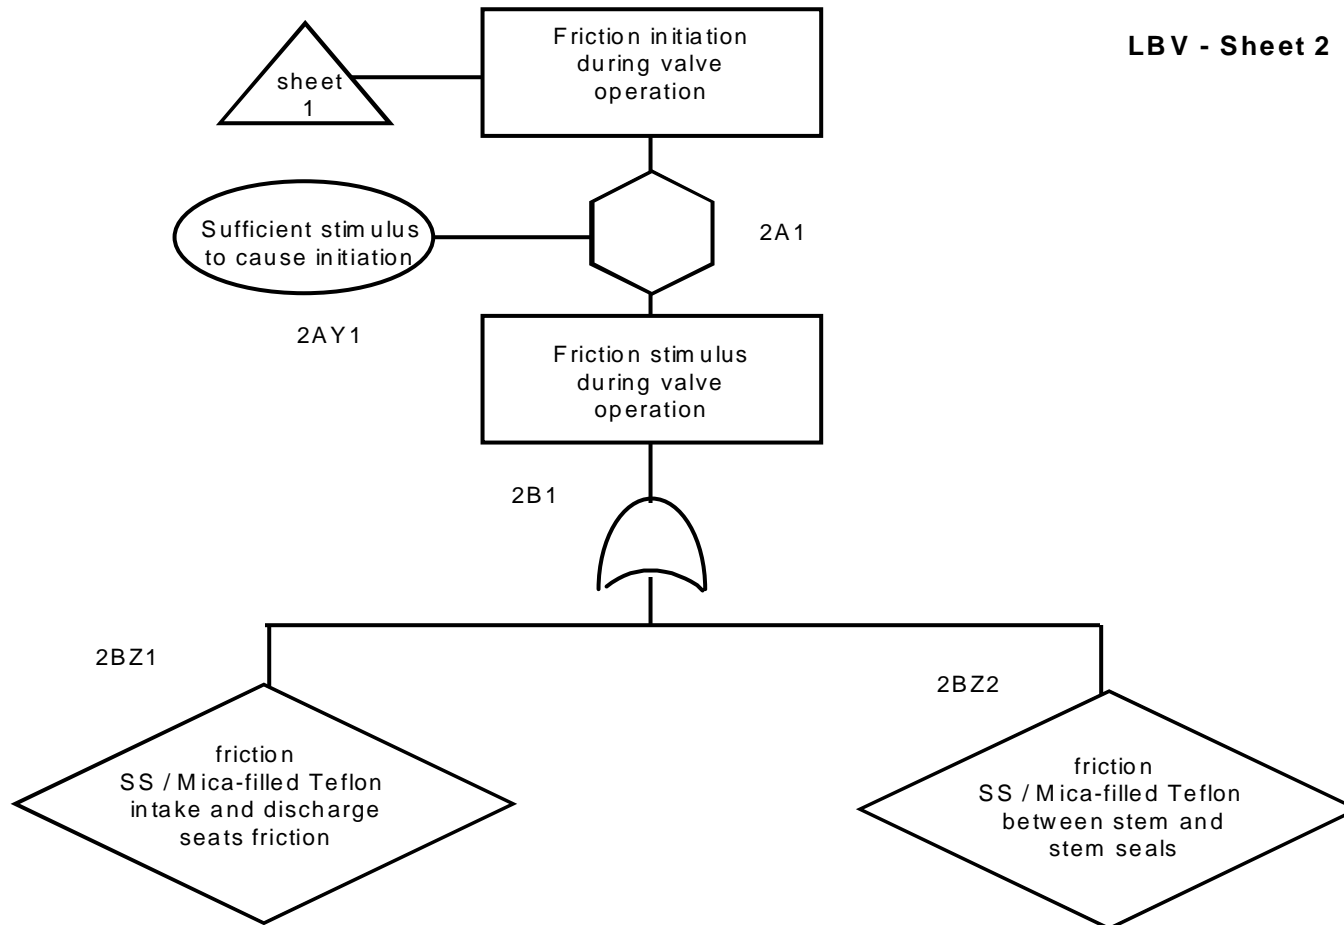 LBV - Sheet 2
Friction initiation
during valve
operation
sheet
1
Sufficient stimulus
to cause initiation
2A1
2AY1
Friction stimulus
during valve
operation
2B1
2BZ1
2BZ2
friction
SS / Mica-filled Teflon
intake and discharge
seats friction
friction
SS / Mica-filled Teflon
between stem and
stem seals